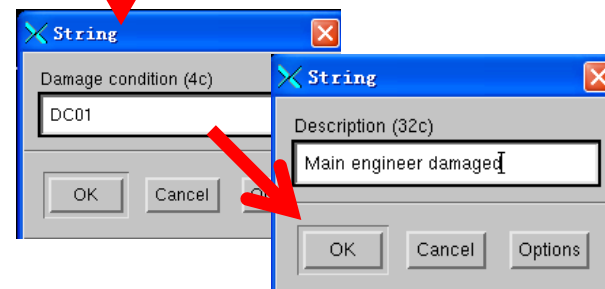 String
Damage condition (4c)
DC01
OK Cancel
String
Description (32c)
Main engineer damaged
OK Cancel Options